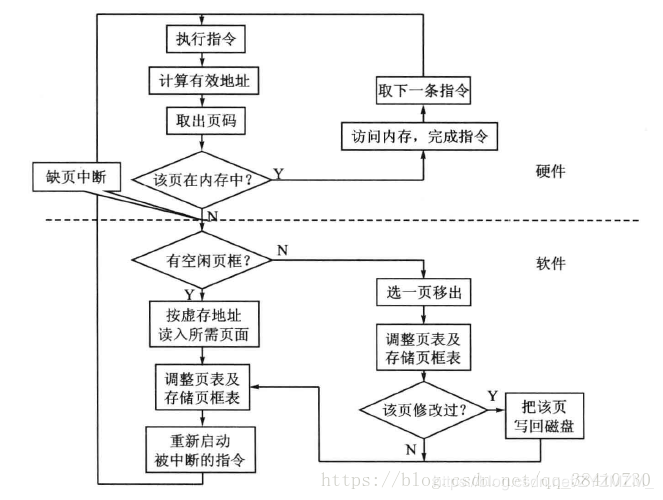 执行指令
计算有效地址
取出页码
该页在内存中?
Y
N
缺页中断
取下一条指令
访问内存，完成指令
硬件
软件
有空闲页框?
N
Y
按虚存地址
读入所需页面
调整页表及
存储页框表
重新启动
被中断的指令
选一页移出
调整页表及
存储页框表
该页修改过?
Y
N
把该页
写回磁盘
https://blog.csdn.net/qq_38410730